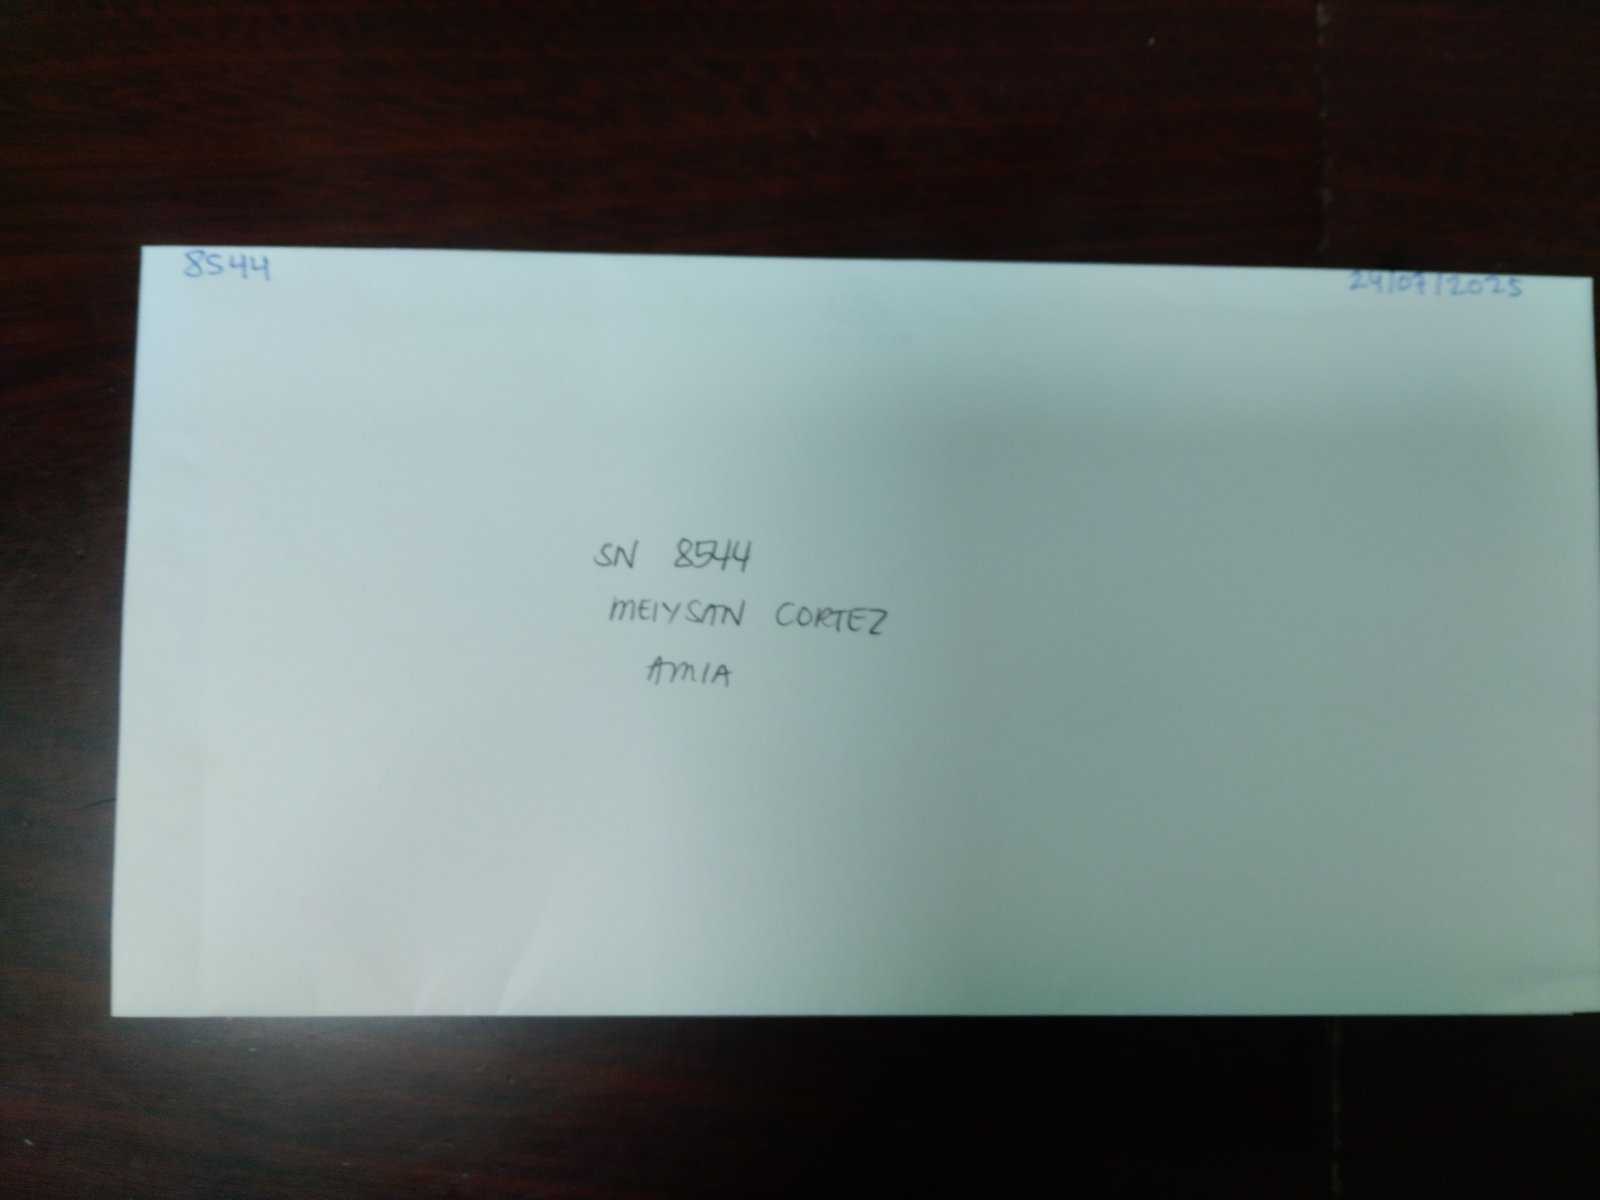 8544
24/07/2025
SN 8544
MEIYSAN CORTEZ
AMIA